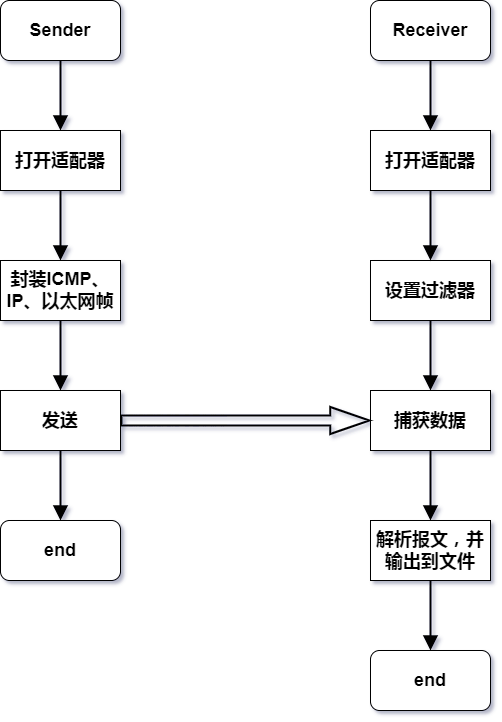 Sender
打开适配器
封装ICMP、
IP、以太网帧
发送
end
Receiver
打开适配器
设置过滤器
捕获数据
解析报文，并
输出到文件
end